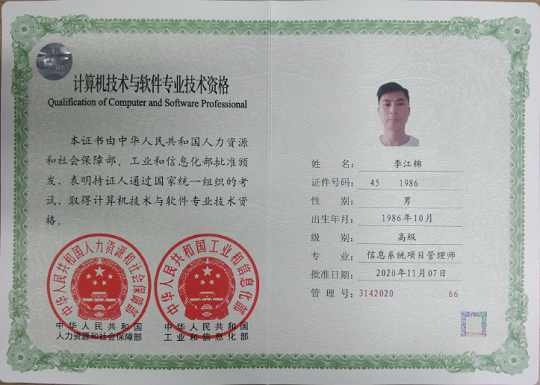 计算机技术与软件专业技术资格
Qualification of Computer and Software Professional
本证书由中华人民共和国人力资源
和社会保障部、工业和信息化部批准颁
发，表明持证人通过国家统一组织的考
试，取得计算机技术与软件专业技术资
格。
中华人民共和国人力资源和社会保障部
中华人民共和国工业和信息化部
中华人民共和国
人力资源和社会保障部
中华人民共和国
工业和信息化部
姓 名： 李江锦
证件号码： 45 1986
性 别： 男
出生年月： 1986年10月
级 别： 高级
专 业： 信息系统项目管理师
批准日期： 2020年11月07日
管 理 号： 3142020 66